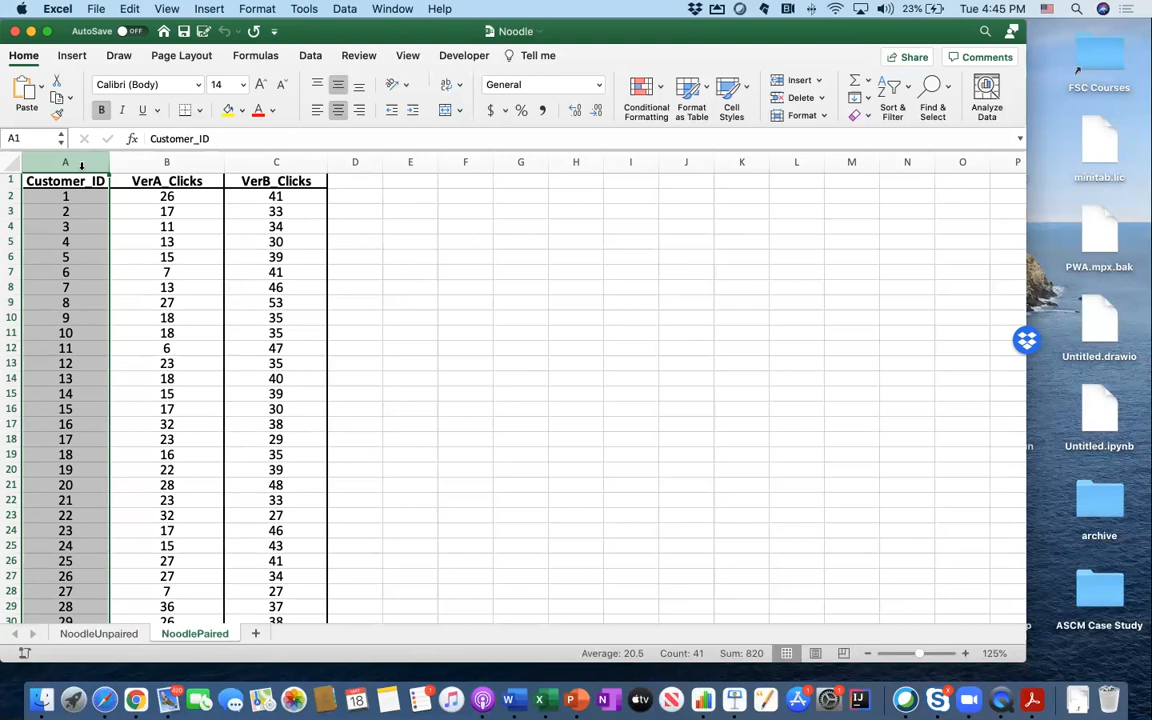 Excel File Edit View Insert Format Tools Data Window Help 23% Tue 4:45 PM
AutoSave OFF Noodle
Home Insert Draw Page Layout Formulas Data Review View Developer Tell me Share Comments
Paste Calibri (Body) 14 General Conditional Formatting Format as Table Cell Styles Insert Delete Format Sort & Filter Find & Select Analyze Data
B I U $ % ,
A1 fx Customer_ID
A B C D E F G H I J K L M N O P
1 Customer_ID VerA_Clicks VerB_Clicks
2 1 26 41
3 2 17 33
4 3 11 34
5 4 13 30
6 5 15 39
7 6 7 41
8 7 13 46
9 8 27 53
10 9 18 35
11 10 18 35
12 11 6 47
13 12 23 35
14 13 18 40
15 14 15 39
16 15 17 30
17 16 32 38
18 17 23 29
19 18 16 35
20 19 22 39
21 20 28 48
22 21 23 33
23 22 32 27
24 23 17 46
25 24 15 43
26 25 27 41
27 26 27 34
28 27 7 27
29 28 36 37
30 29 26 38
NoodleUnpaired NoodlePaired +
Average: 20.5 Count: 41 Sum: 820 125%
FSC Courses
minitab.lic
PWA.mpx.bak
Untitled.drawio
Untitled.ipynb
archive
ASCM Case Study